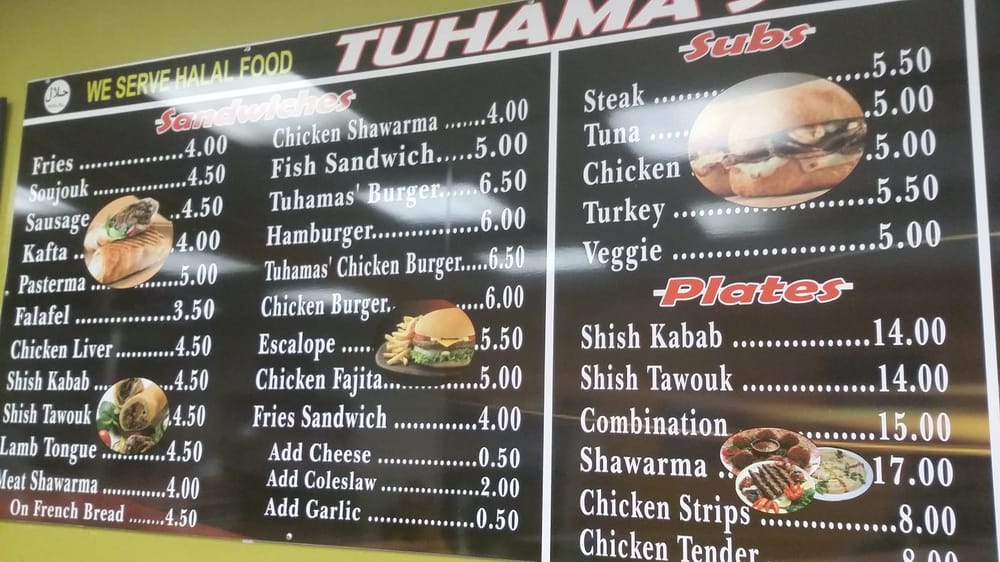 حلال
HALAL
WE SERVE HALAL FOOD
TUHAMA'S
Sandwiches
Fries ................4.00
Soujouk ...............4.50
Sausage ..4.50
Kafta .. .4.00
Pasterma .....5.00
Falafel ................3.50
Chicken Liver ............4.50
Shish Kabab .. ..4.50
Shish Tawouk 4.50
Lamb Tongue ..........4.50
Meat Shawarma ..........4.00
On French Bread ........4.50
Chicken Shawarma .......4.00
Fish Sandwich.....5.00
Tuhamas' Burger......6.50
Hamburger................6.00
Tuhamas' Chicken Burger.....6.50
Chicken Burger.. .....6.00
Escalope ..... .5.50
Chicken Fajita...............5.00
Fries Sandwich .............4.00
Add Cheese ................0.50
Add Coleslaw ...............2.00
Add Garlic ...................0.50
Subs
Steak ........ .....5.50
Tuna ..... .5.00
Chicken . .5.00
Turkey .........................5.50
Veggie .........................5.00
Plates
Shish Kabab .................14.00
Shish Tawouk ................14.00
Combination ..........15.00
Shawarma .. 17.00
Chicken Strips .................8.00
Chicken Tender 8.00